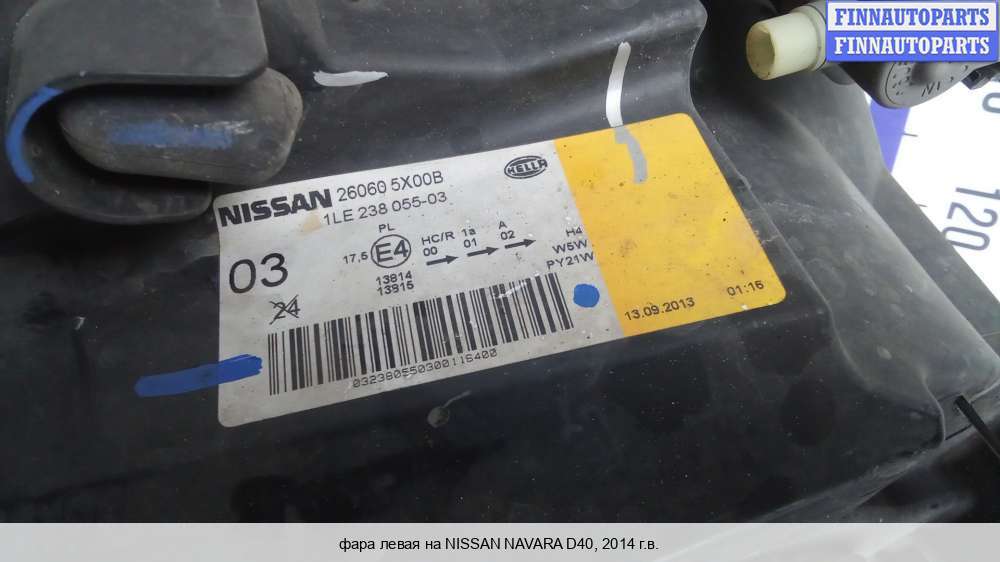 FINNAUTOPARTS
FINNAUTOPARTS
NISSAN 26060 5X00B
1LE 238 055-03
HELLA
03
24
PL
17,5 E4
HC/R 1a A
00 01 02
13814
13815
H4
W5W
PY21W
032380550300116400
13.09.2013 01:16
120
фара левая на NISSAN NAVARA D40, 2014 г.в.